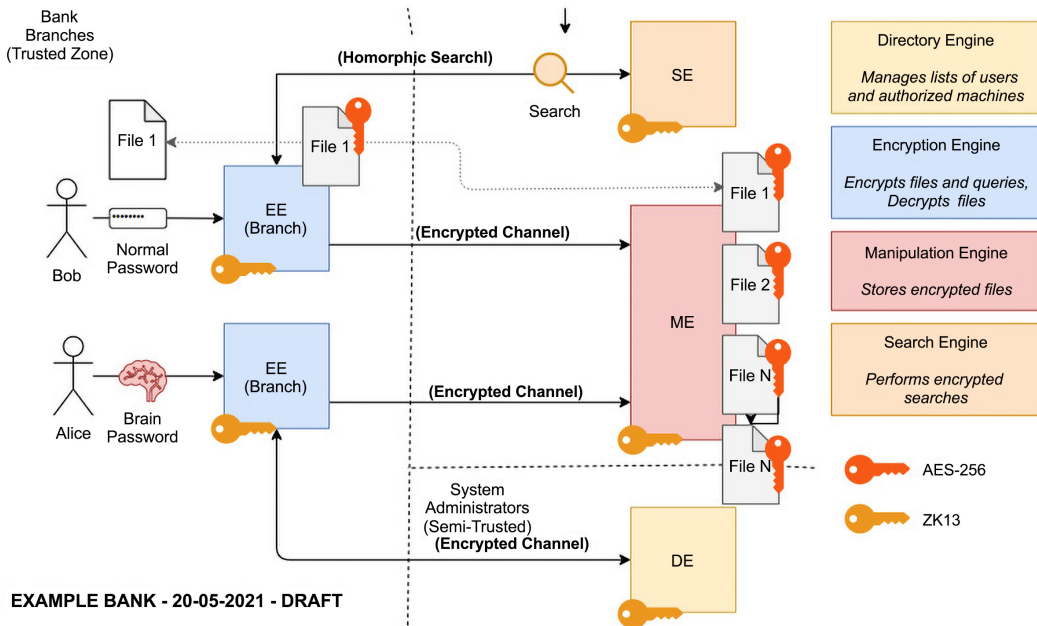 Bank
Branches
(Trusted Zone)
(Homorphic Searchl)
Search
SE
File 1
File 1
File 1
Bob
Normal
Password
EE
(Branch)
(Encrypted Channel)
ME
File 2
File N
File N
Alice
Brain
Password
EE
(Branch)
(Encrypted Channel)
System
Administrators
(Semi-Trusted)
(Encrypted Channel)
DE
Directory Engine
Manages lists of users
and authorized machines
Encryption Engine
Encrypts files and queries,
Decrypts files
Manipulation Engine
Stores encrypted files
Search Engine
Performs encrypted
searches
AES-256
ZK13
EXAMPLE BANK - 20-05-2021 - DRAFT